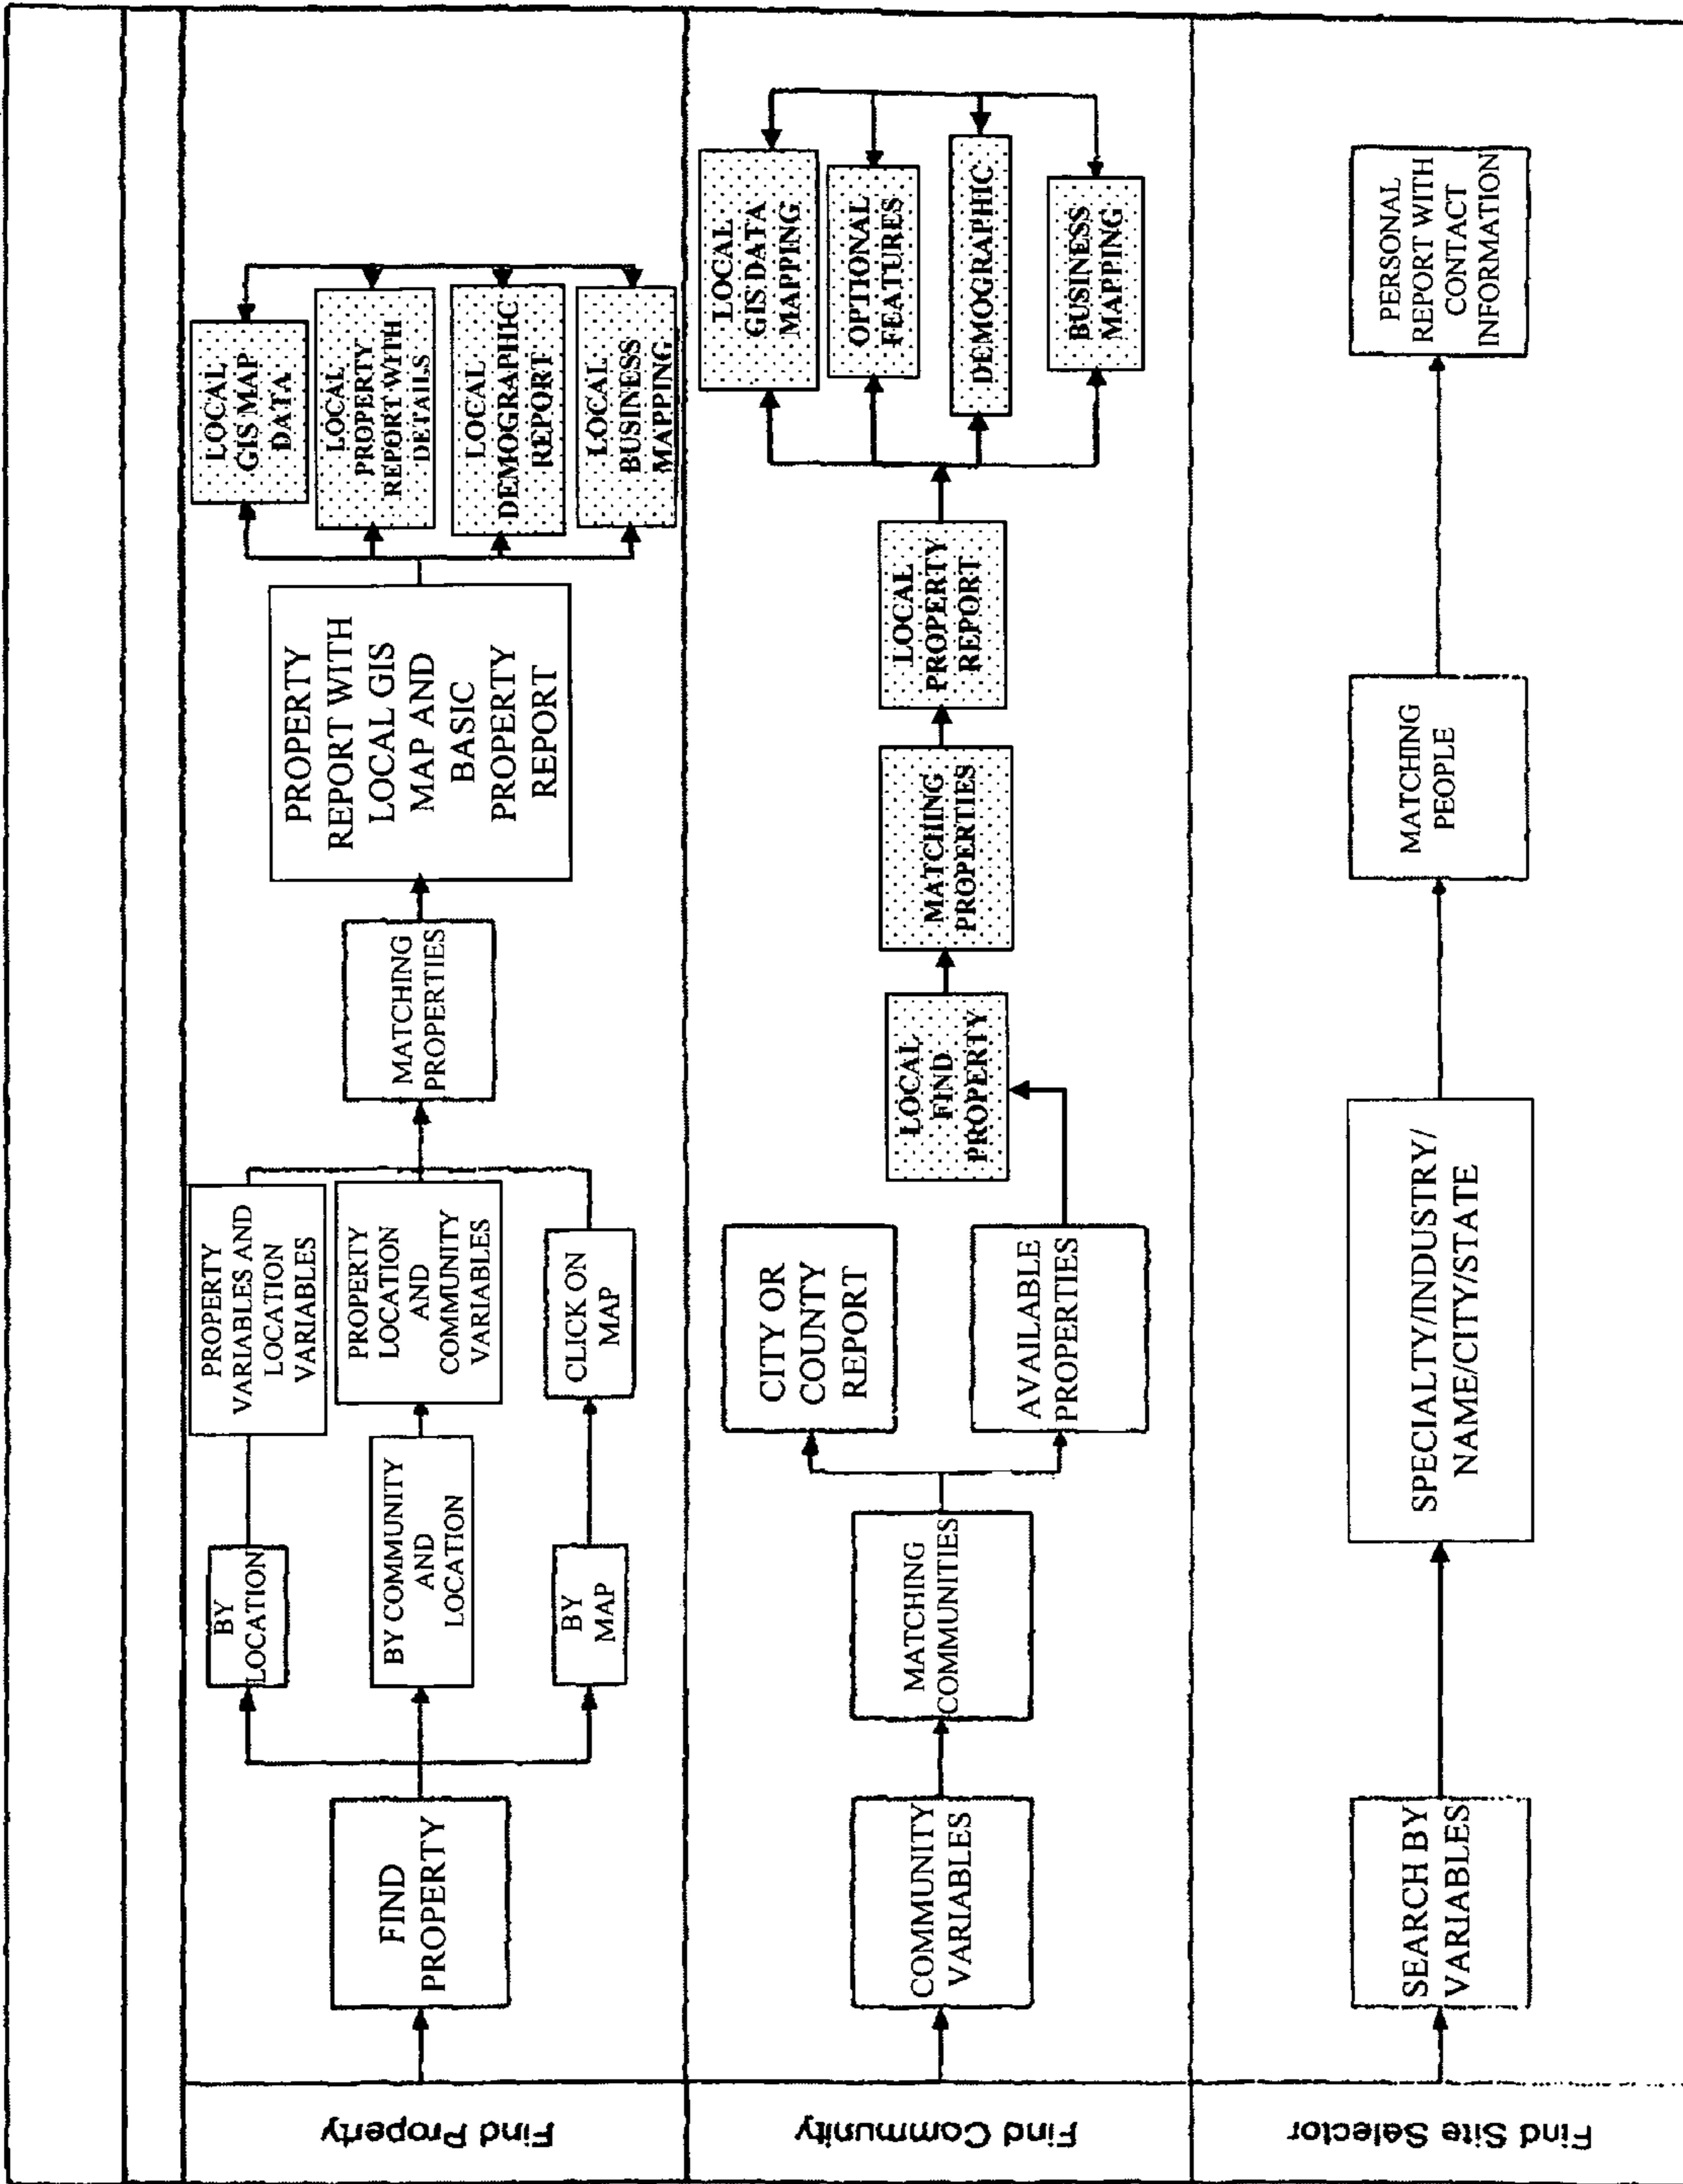 Find Property
FIND
PROPERTY
BY
LOCATION
BY COMMUNITY
AND
LOCATION
BY
MAP
PROPERTY
VARIABLES AND
LOCATION
VARIABLES
PROPERTY
LOCATION
AND
COMMUNITY
VARIABLES
CLICK ON
MAP
MATCHING
PROPERTIES
PROPERTY
REPORT WITH
LOCAL GIS
MAP AND
BASIC
PROPERTY
REPORT
LOCAL
GIS MAP
DATA
LOCAL
PROPERTY
REPORT WITH
DETAILS
LOCAL
DEMOGRAPHIC
REPORT
LOCAL
BUSINESS
MAPPING
Find Community
COMMUNITY
VARIABLES
MATCHING
COMMUNITIES
CITY OR
COUNTY
REPORT
AVAILABLE
PROPERTIES
LOCAL
FIND
PROPERTY
MATCHING
PROPERTIES
LOCAL
PROPERTY
REPORT
LOCAL
GIS DATA
MAPPING
OPTIONAL
FEATURES
DEMOGRAPHIC
BUSINESS
MAPPING
Find Site Selector
SEARCH BY
VARIABLES
SPECIALTY/INDUSTRY/
NAME/CITY/STATE
MATCHING
PEOPLE
PERSONAL
REPORT WITH
CONTACT
INFORMATION